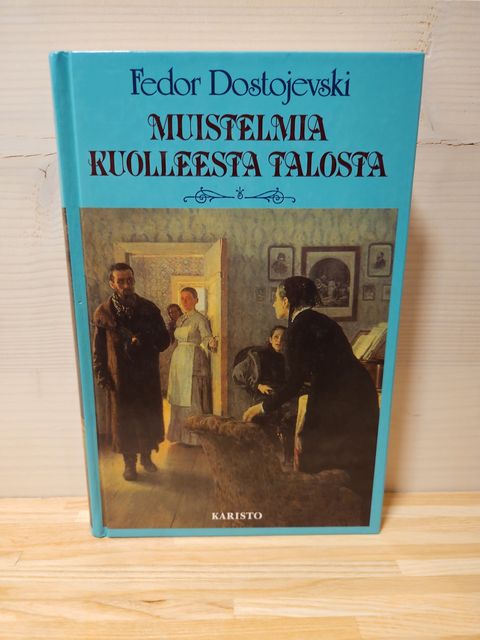 Fedor Dostojevski
MUISTELMIA
KUOLLEESTA TALOSTA
KARISTO